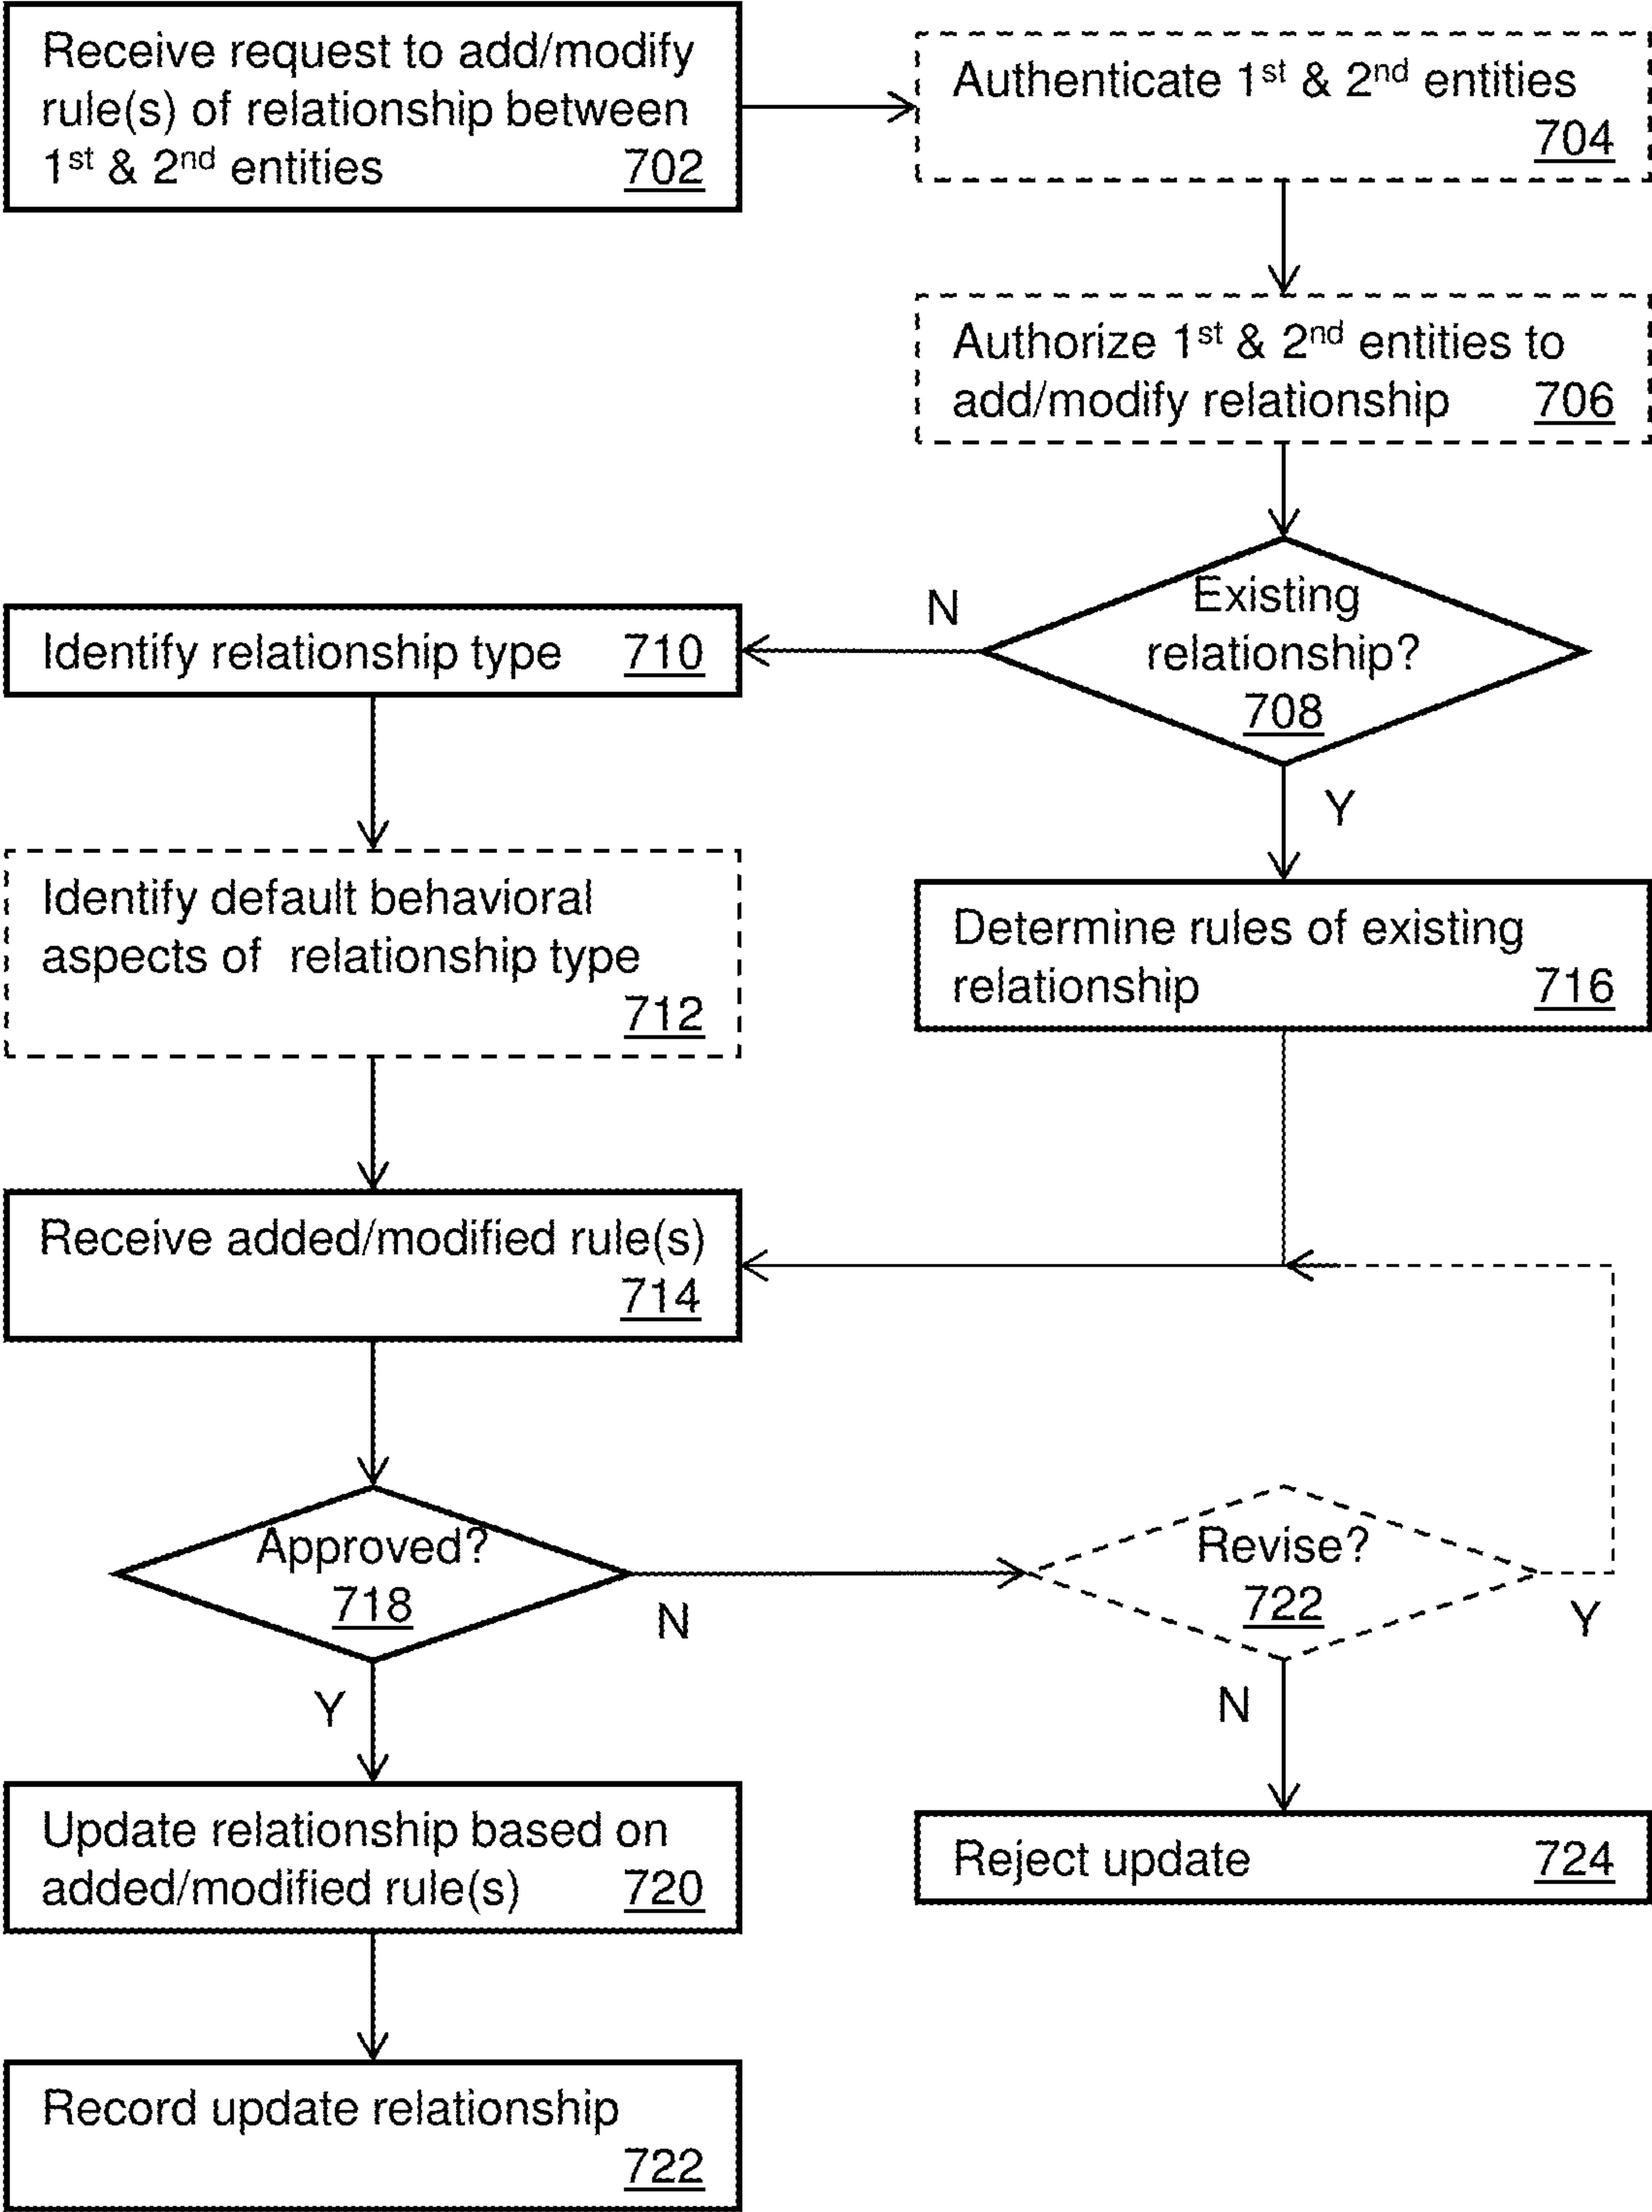 Receive request to add/modify
rule(s) of relationship between
1st & 2nd entities 702
Authenticate 1st & 2nd entities
704
Authorize 1st & 2nd entities to
add/modify relationship 706
Existing
relationship?
708
N
Y
Identify relationship type 710
Identify default behavioral
aspects of relationship type
712
Determine rules of existing
relationship 716
Receive added/modified rule(s)
714
Approved?
718
N
Y
Revise?
722
Y
N
Update relationship based on
added/modified rule(s) 720
Reject update 724
Record update relationship
722